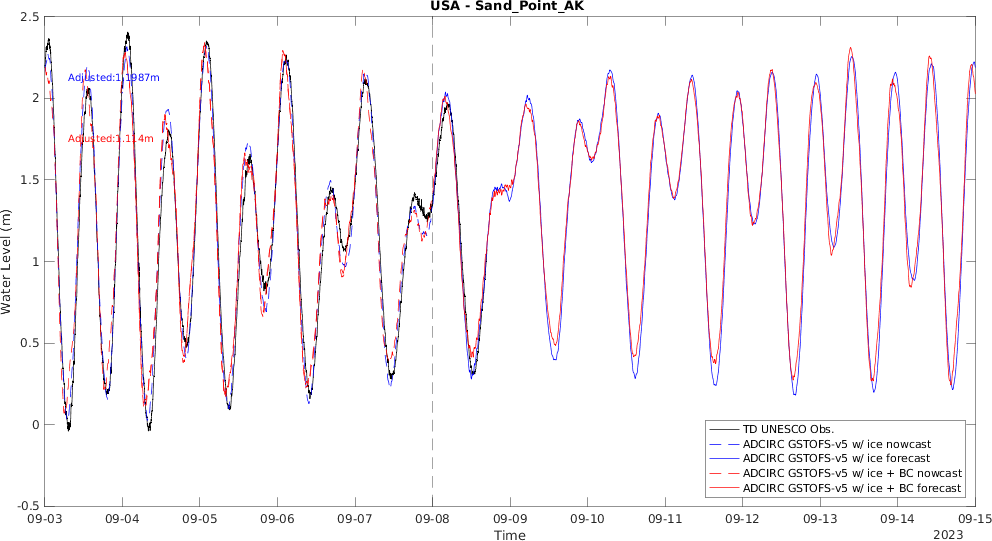 USA - Sand_Point_AK
2.5
2
1.5
1
0.5
0
-0.5
Water Level (m)
Adjusted:1.1987m
Adjusted:1.114m
TD UNESCO Obs.
ADCIRC GSTOFS-v5 w/ ice nowcast
ADCIRC GSTOFS-v5 w/ ice forecast
ADCIRC GSTOFS-v5 w/ ice + BC nowcast
ADCIRC GSTOFS-v5 w/ ice + BC forecast
09-03 09-04 09-05 09-06 09-07 09-08 09-09 09-10 09-11 09-12 09-13 09-14 09-15
Time
2023